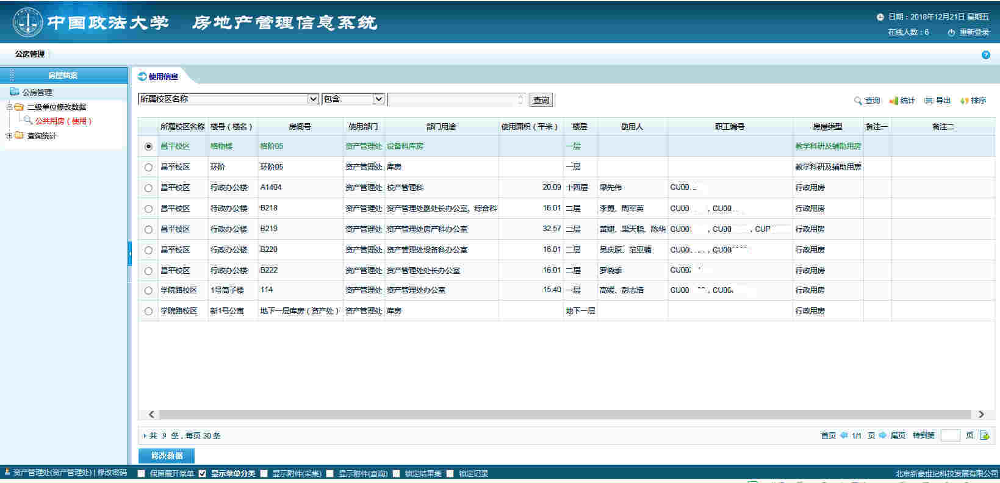 中国政法大学 房地产管理信息系统
日期：2018年12月21日 星期五
在线人数：6 重新登录
公房管理
房屋档案
公房管理
二级单位修改数据
公共用房（使用）
查询统计
使用信息
所属校区名称 包含 查询
查询 统计 导出 排序
所属校区名称 楼号（楼名） 房间号 使用部门 部门用途 使用面积（平米） 楼层 使用人 职工编号 房屋类型 备注一 备注二
昌平校区 格物楼 格阶05 资产管理处 设备科库房 一层 教学科研及辅助用房
昌平校区 环阶 环阶05 资产管理处 库房 一层 教学科研及辅助用房
昌平校区 行政办公楼 A1404 资产管理处 校产管理科 20.09 十四层 梁先伟 CU00 行政用房
昌平校区 行政办公楼 B218 资产管理处 资产管理处副处长办公室、综合科 16.01 二层 李勇、周军英 CU00 , CU00 行政用房
昌平校区 行政办公楼 B219 资产管理处 资产管理处房产科办公室 32.57 二层 黄婕、梁天晓、陈华 CU00 , CU00 , CUP 行政用房
昌平校区 行政办公楼 B220 资产管理处 资产管理处设备科办公室 16.01 二层 吴庆原、范亚楠 CU00 , CU00 行政用房
昌平校区 行政办公楼 B222 资产管理处 资产管理处处长办公室 16.01 二层 罗晓季 CU00 行政用房
学院路校区 1号筒子楼 114 资产管理处 资产管理处办公室 15.40 一层 高媛、彭志浩 CU00 , CU00 行政用房
学院路校区 新1号公寓 地下一层库房（资产处） 资产管理处 库房 地下一层 行政用房
共 9 条，每页 30 条
首页 1/1 页 尾页 转到第 页
修改数据
资产管理处(资产管理处) | 修改密码 保留展开菜单 显示菜单分类 显示附件(采集) 显示附件(查询) 锁定结果集 锁定记录 北京新豪世纪科技发展有限公司